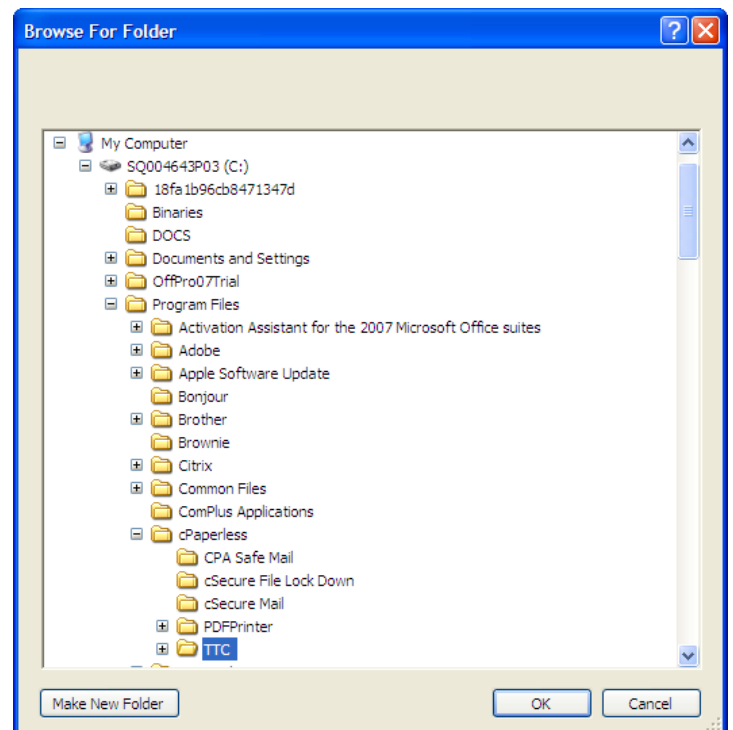 Browse For Folder
My Computer
SQ004643P03 (C:)
18fa1b96cb8471347d
Binaries
DOCS
Documents and Settings
OffPro07Trial
Program Files
Activation Assistant for the 2007 Microsoft Office suites
Adobe
Apple Software Update
Bonjour
Brother
Brownie
Citrix
Common Files
ComPlus Applications
cPaperless
CPA Safe Mail
cSecure File Lock Down
cSecure Mail
PDFPrinter
TTC
Make New Folder OK Cancel